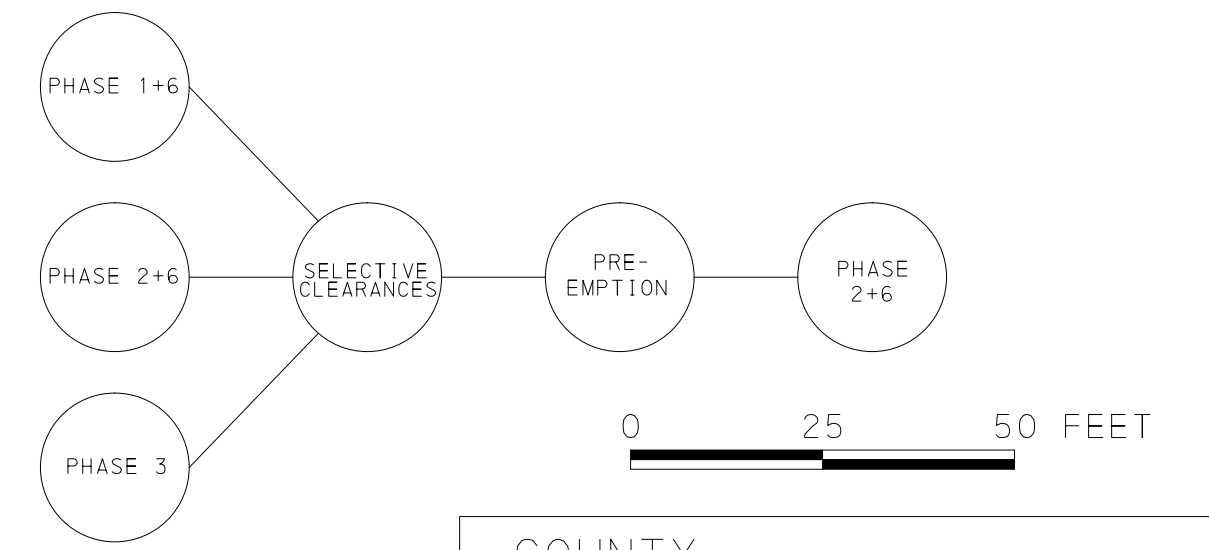 PHASE 1+6
PHASE 2+6
PHASE 3
SELECTIVE
CLEARANCES
PRE-
EMPTION
PHASE
2+6
0 25 50 FEET
COUNTY